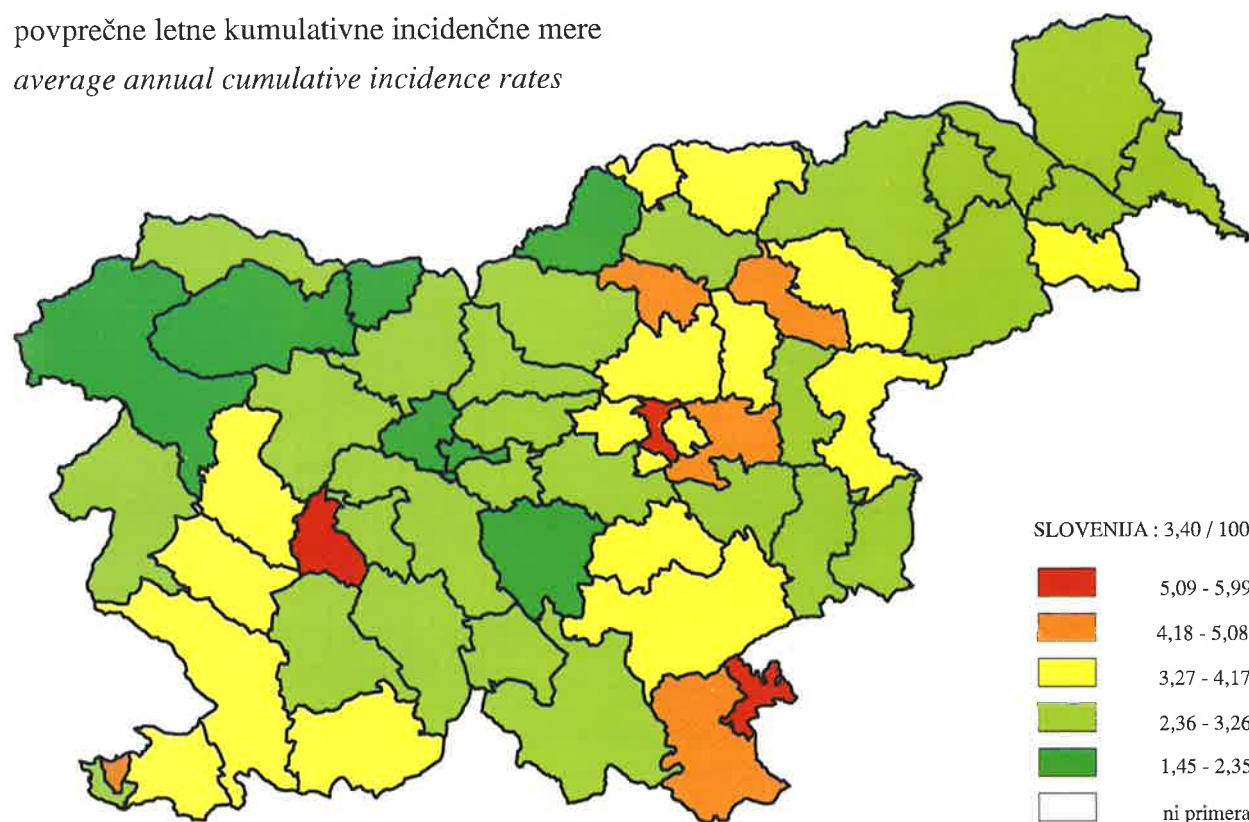 povprečne letne kumulativne incidenčne mere
average annual cumulative incidence rates
SLOVENIJA : 3,40 / 100
5,09 - 5,99
4,18 - 5,08
3,27 - 4,17
2,36 - 3,26
1,45 - 2,35
ni primera